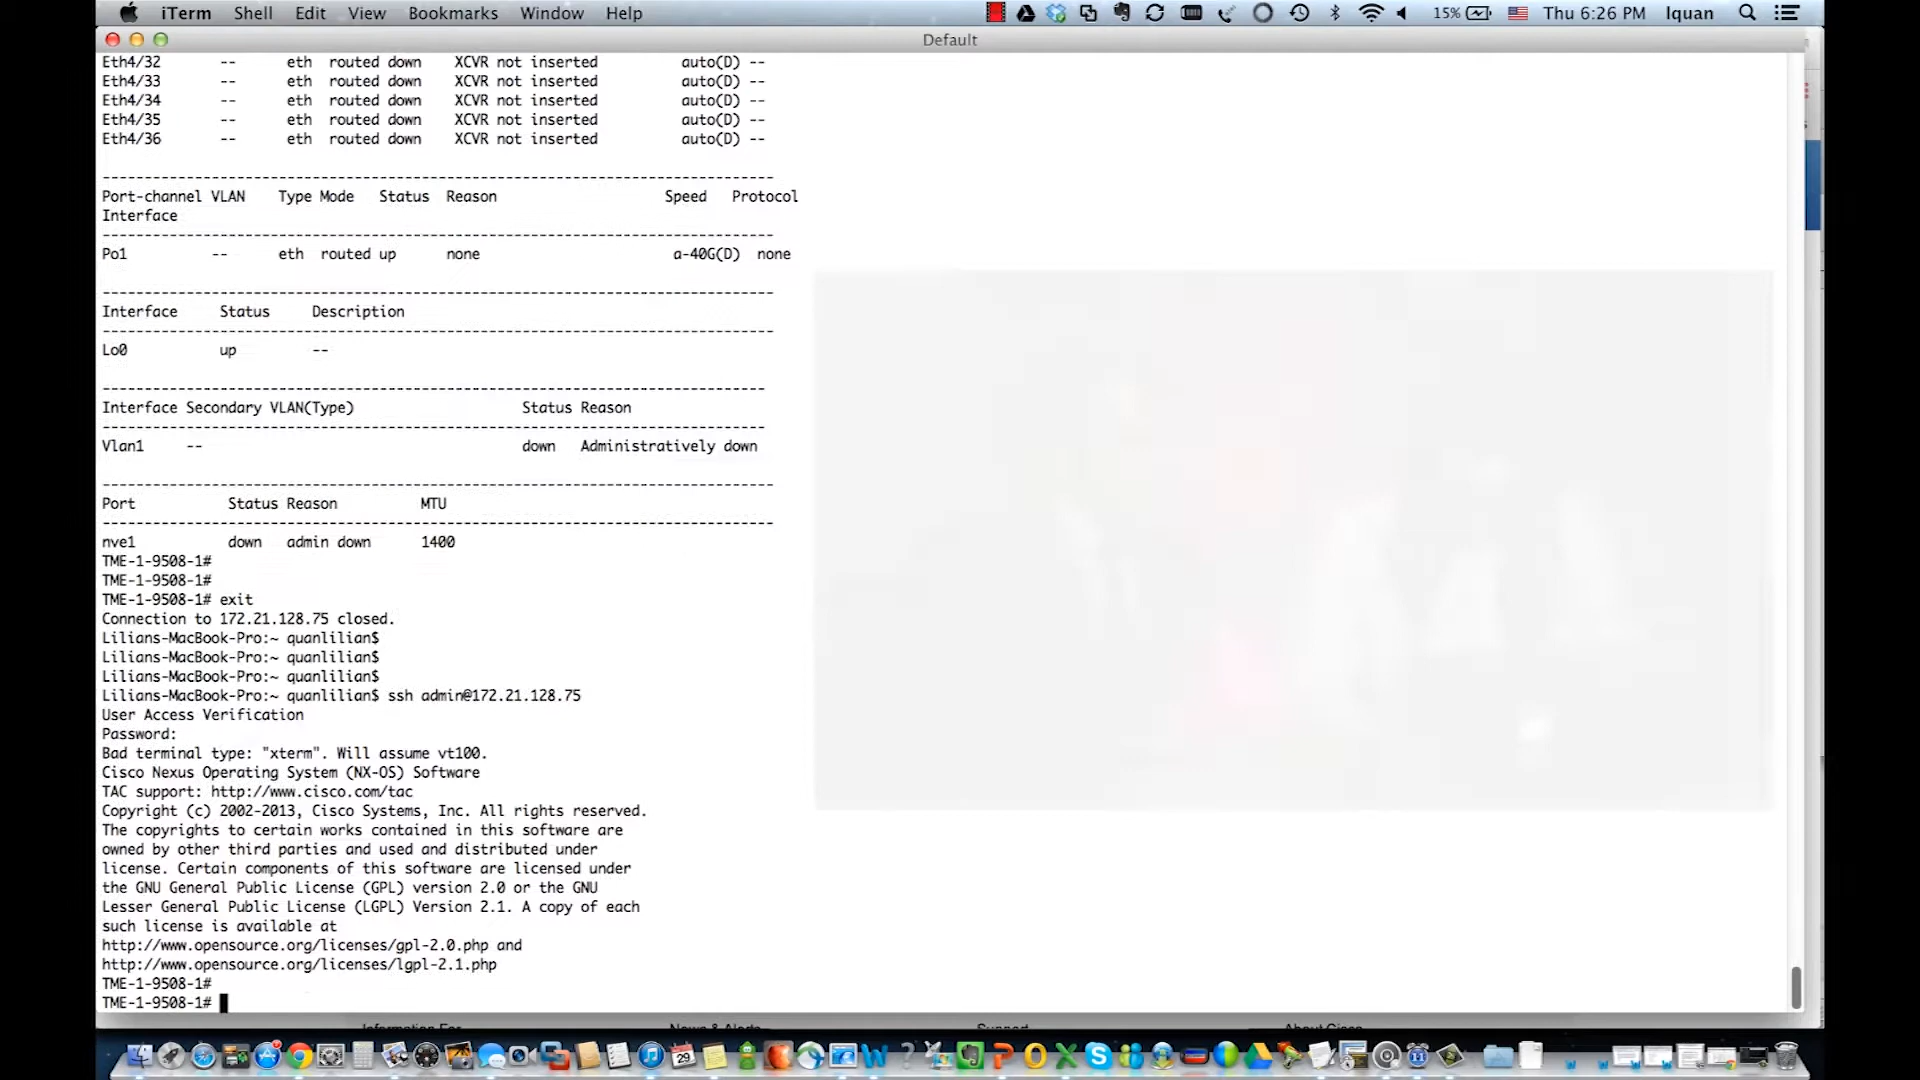 iTerm Shell Edit View Bookmarks Window Help 15% Thu 6:26 PM lquan
Default
Eth4/32 -- eth routed down XCVR not inserted auto(D) --
Eth4/33 -- eth routed down XCVR not inserted auto(D) --
Eth4/34 -- eth routed down XCVR not inserted auto(D) --
Eth4/35 -- eth routed down XCVR not inserted auto(D) --
Eth4/36 -- eth routed down XCVR not inserted auto(D) --
--------------------------------------------------------------------------------
Port-channel VLAN Type Mode Status Reason Speed Protocol
Interface
--------------------------------------------------------------------------------
Po1 -- eth routed up none a-40G(D) none
--------------------------------------------------------------------------------
Interface Status Description
--------------------------------------------------------------------------------
Lo0 up --
-------------------------------------------------------------------------------
Interface Secondary VLAN(Type) Status Reason
-------------------------------------------------------------------------------
Vlan1 -- down Administratively down
--------------------------------------------------------------------------------
Port Status Reason MTU
--------------------------------------------------------------------------------
nve1 down admin down 1400
TME-1-9508-1#
TME-1-9508-1#
TME-1-9508-1# exit
Connection to 172.21.128.75 closed.
Lilians-MacBook-Pro:~ quanlilian$
Lilians-MacBook-Pro:~ quanlilian$
Lilians-MacBook-Pro:~ quanlilian$
Lilians-MacBook-Pro:~ quanlilian$ ssh admin@172.21.128.75
User Access Verification
Password:
Bad terminal type: "xterm". Will assume vt100.
Cisco Nexus Operating System (NX-OS) Software
TAC support: http://www.cisco.com/tac
Copyright (c) 2002-2013, Cisco Systems, Inc. All rights reserved.
The copyrights to certain works contained in this software are
owned by other third parties and used and distributed under
license. Certain components of this software are licensed under
the GNU General Public License (GPL) version 2.0 or the GNU
Lesser General Public License (LGPL) Version 2.1. A copy of each
such license is available at
http://www.opensource.org/licenses/gpl-2.0.php and
http://www.opensource.org/licenses/lgpl-2.1.php
TME-1-9508-1#
TME-1-9508-1#
Information For News & Alerts Support About Cisco